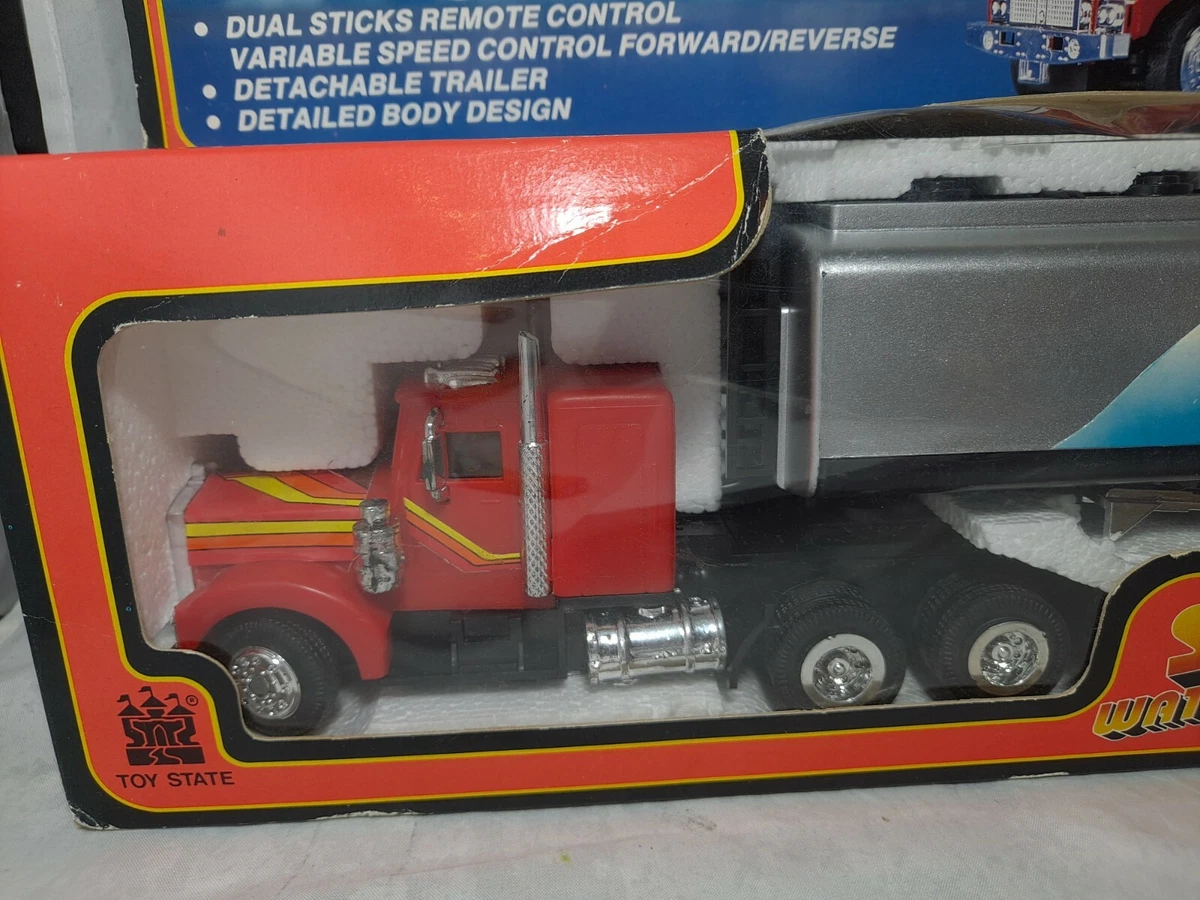 • DUAL STICKS REMOTE CONTROL
VARIABLE SPEED CONTROL FORWARD/REVERSE
• DETACHABLE TRAILER
• DETAILED BODY DESIGN
®
TOY STATE